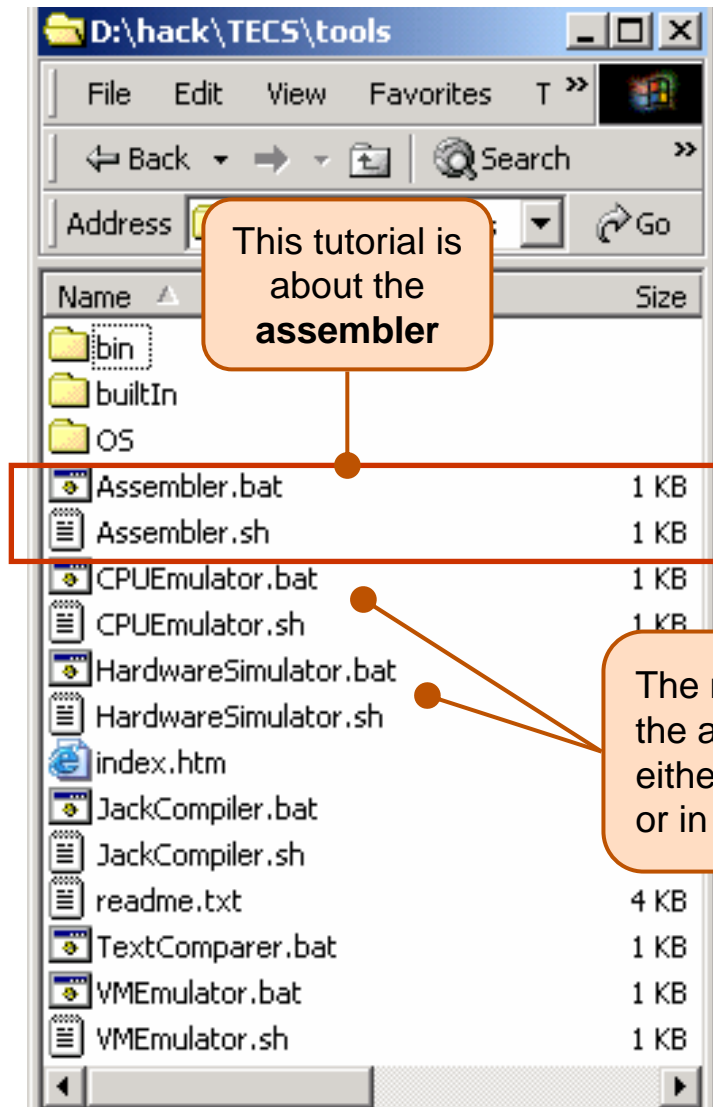 D:\hack\TECS\tools
File Edit View Favorites T »
Back Search »
Address Go
This tutorial is
about the
assembler
Name Size
bin
builtIn
OS
Assembler.bat 1 KB
Assembler.sh 1 KB
CPUEmulator.bat 1 KB
CPUEmulator.sh 1 KB
HardwareSimulator.bat
HardwareSimulator.sh
The
the
or in
index.htm
JackCompiler.bat
JackCompiler.sh
readme.txt 4 KB
TextComparer.bat 1 KB
VMEmulator.bat 1 KB
VMEmulator.sh 1 KB